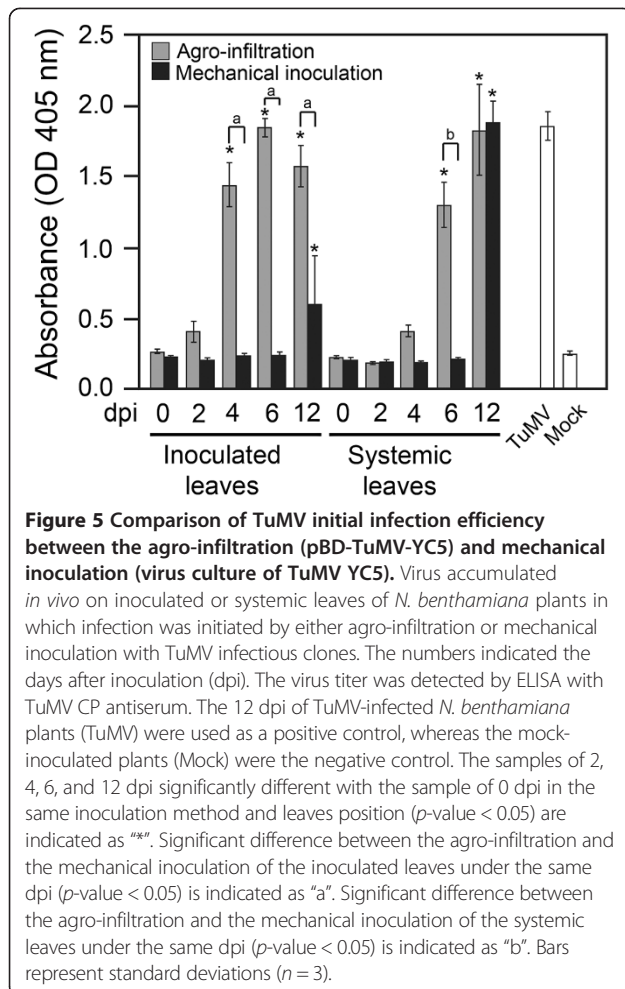 2.5
2.0
1.5
1.0
0.5
0.0
Absorbance (OD 405 nm)
Agro-infiltration
Mechanical inoculation
* a
* a
* a
*
* b
* *
dpi 0 2 4 6 12 0 2 4 6 12
TuMV
Mock
Inoculated leaves
Systemic leaves
Figure 5 Comparison of TuMV initial infection efficiency
between the agro-infiltration (pBD-TuMV-YC5) and mechanical
inoculation (virus culture of TuMV YC5). Virus accumulated
in vivo on inoculated or systemic leaves of N. benthamiana plants in
which infection was initiated by either agro-infiltration or mechanical
inoculation with TuMV infectious clones. The numbers indicated the
days after inoculation (dpi). The virus titer was detected by ELISA with
TuMV CP antiserum. The 12 dpi of TuMV-infected N. benthamiana
plants (TuMV) were used as a positive control, whereas the mock-
inoculated plants (Mock) were the negative control. The samples of 2,
4, 6, and 12 dpi significantly different with the sample of 0 dpi in the
same inoculation method and leaves position (p-value < 0.05) are
indicated as “*”. Significant difference between the agro-infiltration and
the mechanical inoculation of the inoculated leaves under the same
dpi (p-value < 0.05) is indicated as “a”. Significant difference between
the agro-infiltration and the mechanical inoculation of the systemic
leaves under the same dpi (p-value < 0.05) is indicated as “b”. Bars
represent standard deviations (n = 3).